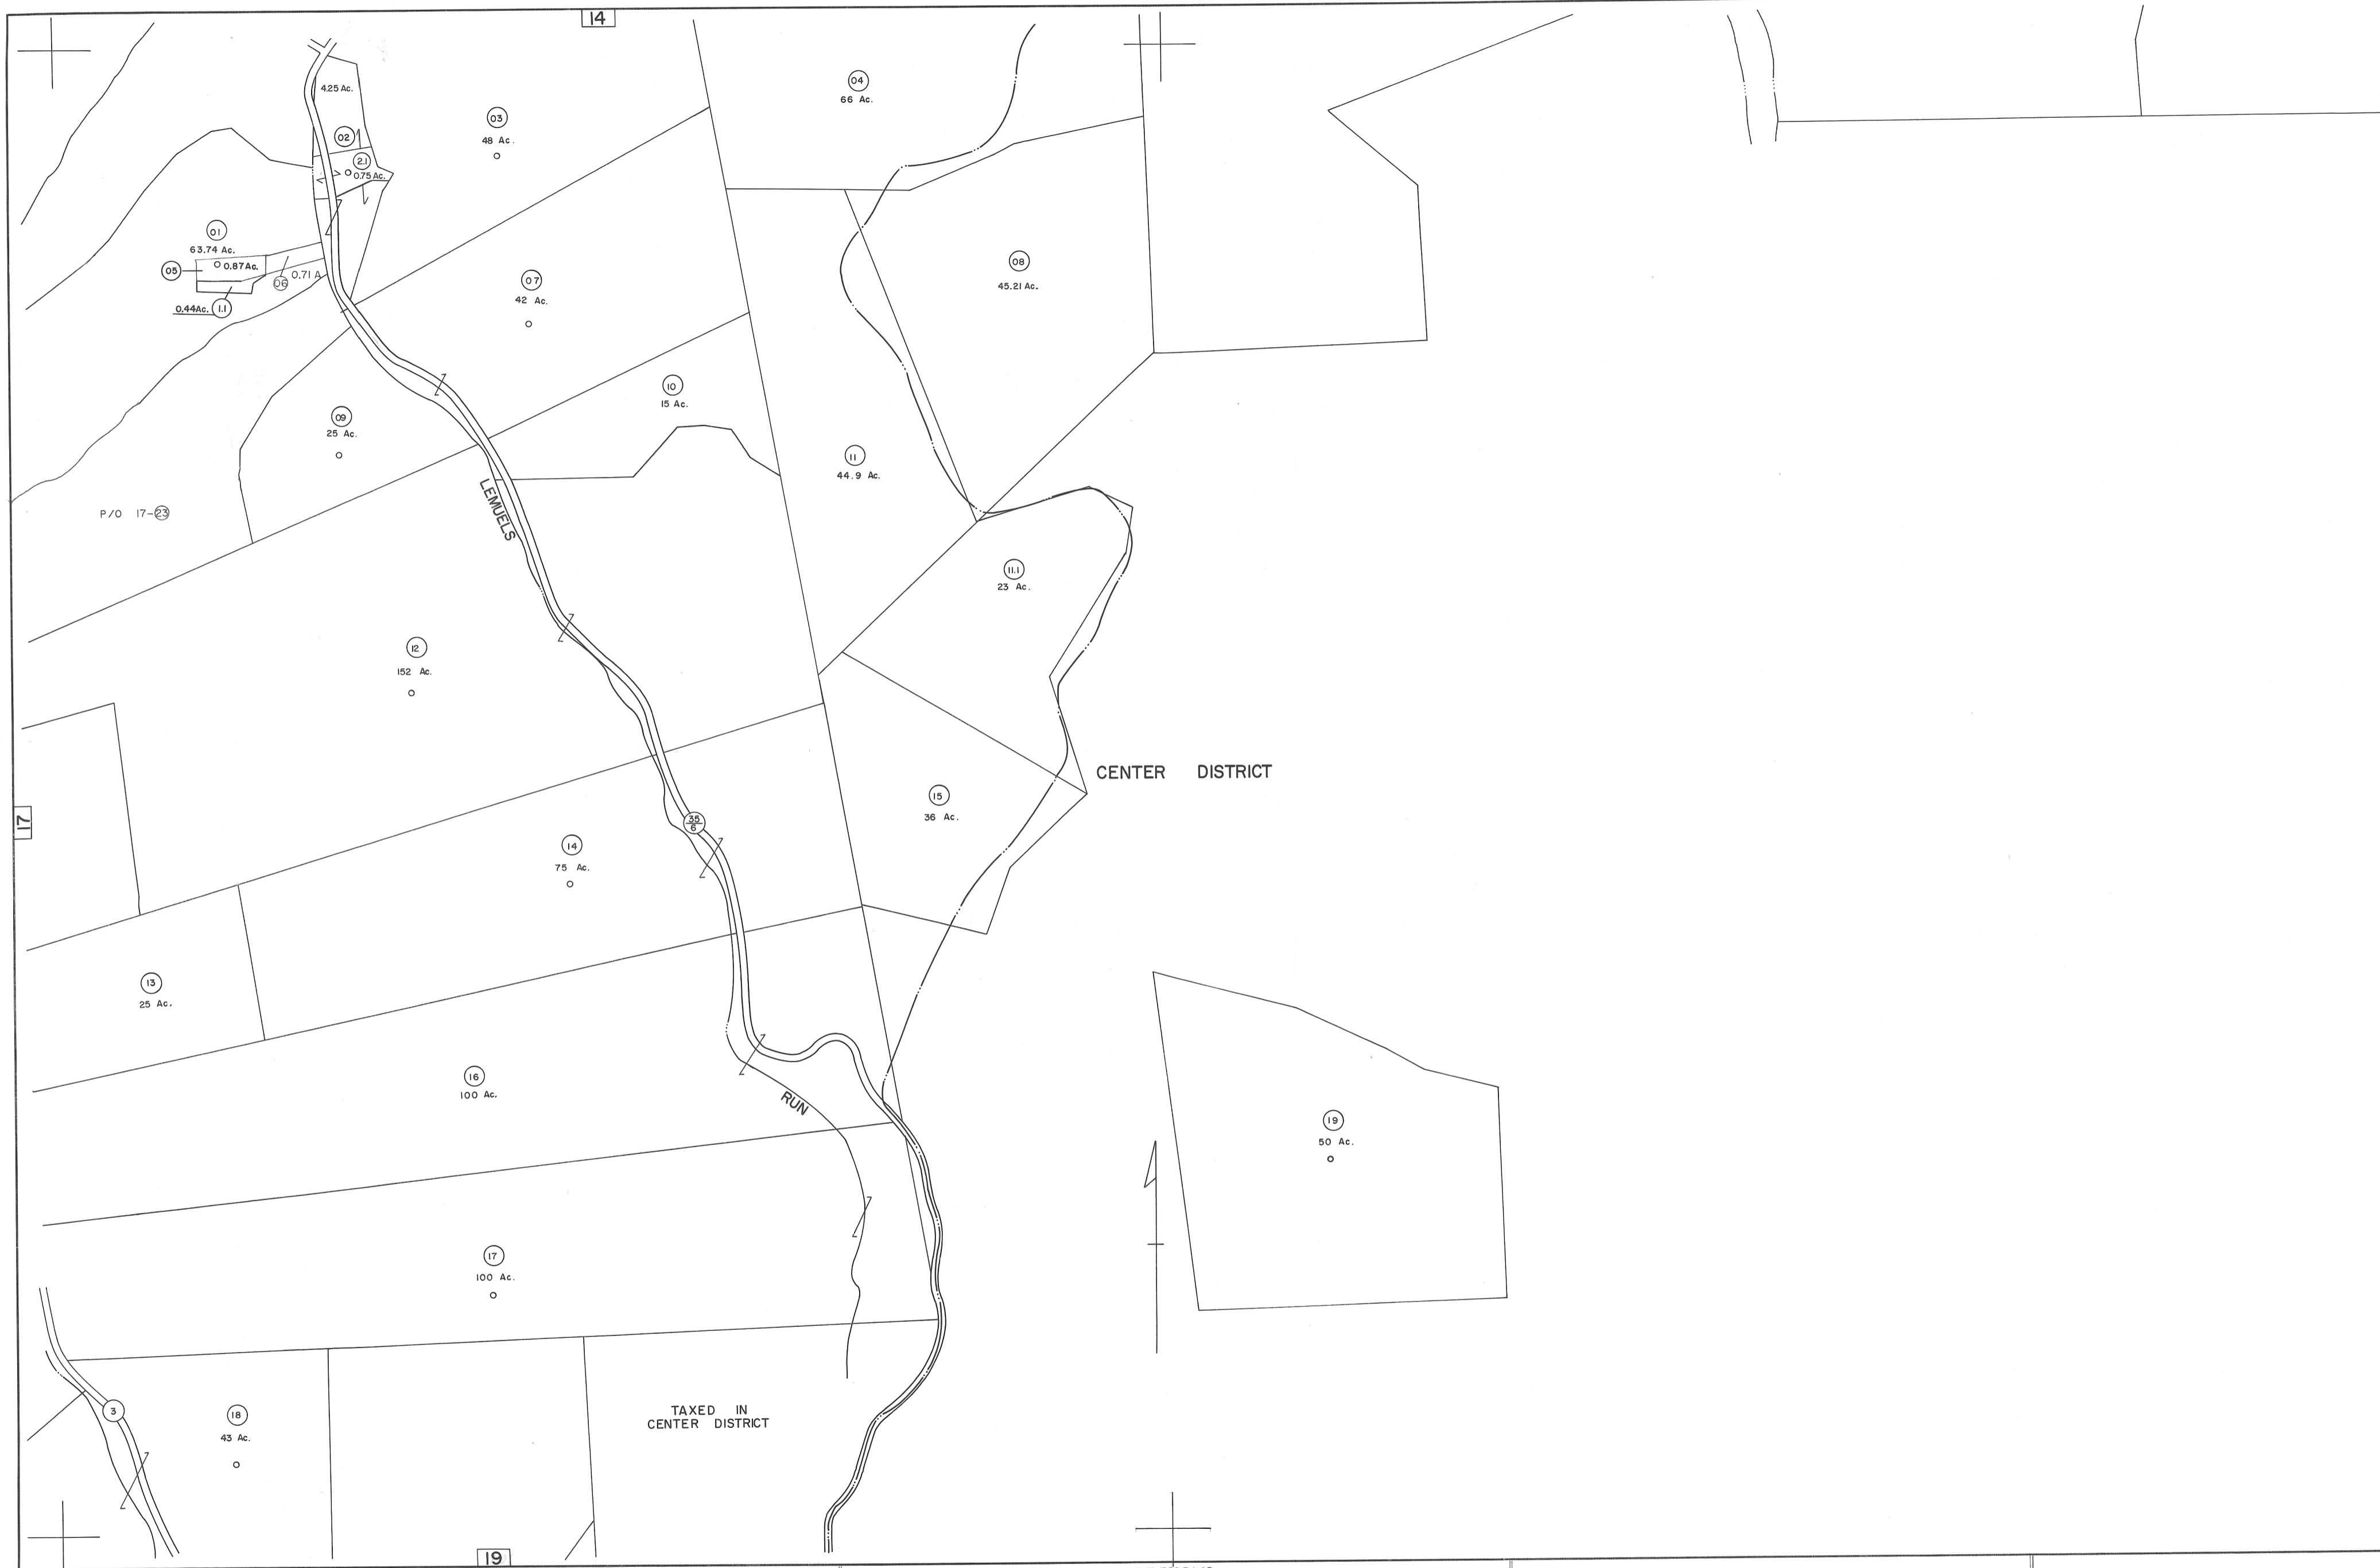 14
4.25 Ac.
02
2.1
0.75 Ac.
03
48 Ac.
04
66 Ac.
01
63.74 Ac.
05
0.87Ac.
06
0.71 A
0.44Ac.
1.1
07
42 Ac.
08
45.21 Ac.
09
25 Ac.
10
15 Ac.
11
44.9 Ac.
P/O 17-23
LEMUELS
11.1
23 Ac.
12
152 Ac.
CENTER DISTRICT
15
36 Ac.
17
35
6
14
75 Ac.
13
25 Ac.
16
100 Ac.
RUN
19
50 Ac.
17
100 Ac.
3
18
43 Ac.
TAXED IN
CENTER DISTRICT
19